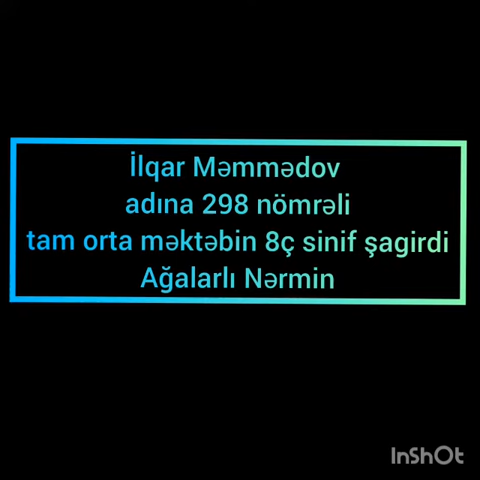 İlqar Məmmədov
adına 298 nömrəli
tam orta məktəbin 8ç sinif şagirdi
Ağalarlı Nərmin
InShOt